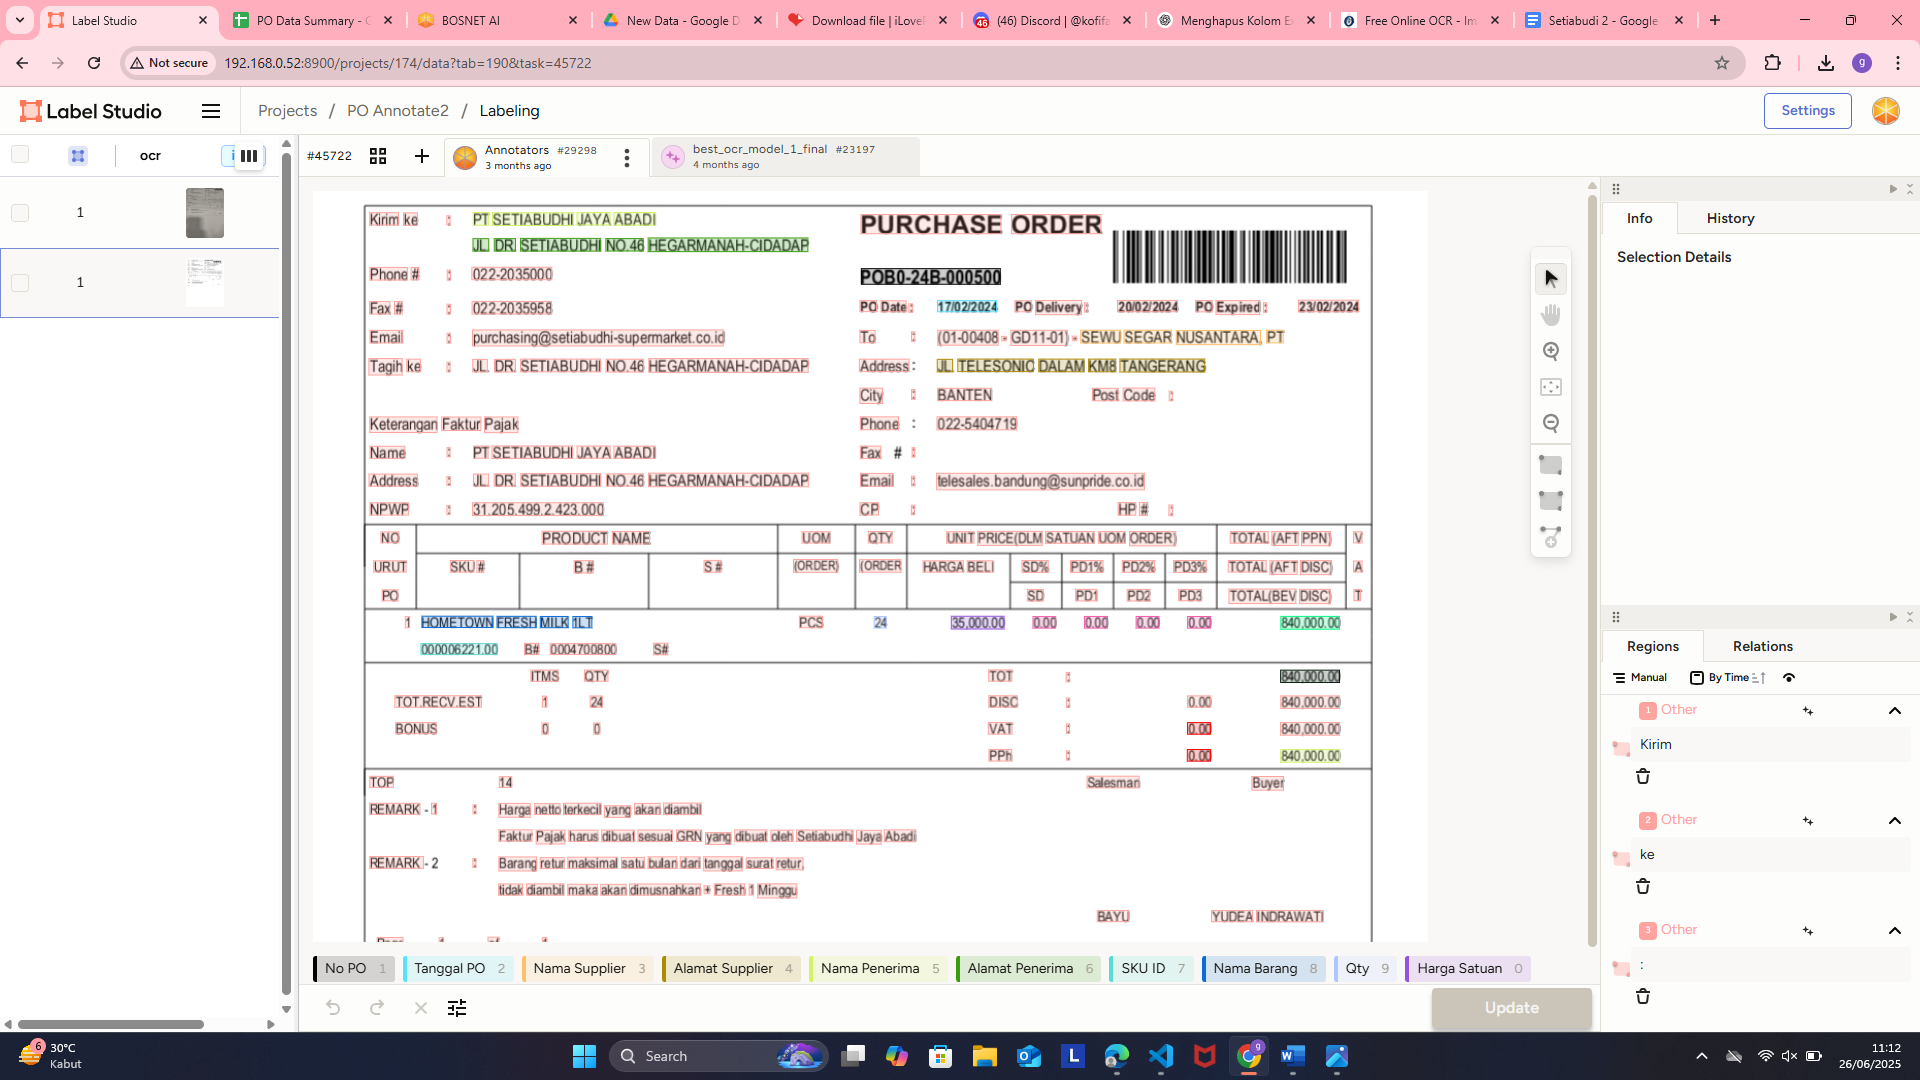 Label Studio
PO Data Summary - G
BOSNET AI
New Data - Google D
Download file | iLoveP
(46) Discord | @kofifa
Menghapus Kolom E
Free Online OCR - Im
Setiabudi 2 - Google
Not secure
192.168.0.52:8900/projects/174/data?tab=190&task=45722
g
Label Studio
Projects / PO Annotate2 / Labeling
Settings
ocr
i
1
1
#45722
Annotators #29298
3 months ago
best_ocr_model_1_final #23197
4 months ago
Kirim ke : PT SETIABUDHI JAYA ABADI
JL. DR. SETIABUDHI NO.46 HEGARMANAH-CIDADAP
Phone # : 022-2035000
Fax # : 022-2035958
Email : purchasing@setiabudhi-supermarket.co.id
Tagih ke : JL. DR. SETIABUDHI NO.46 HEGARMANAH-CIDADAP
Keterangan Faktur Pajak
Name : PT SETIABUDHI JAYA ABADI
Address : JL. DR. SETIABUDHI NO.46 HEGARMANAH-CIDADAP
NPWP : 31.205.499.2.423.000
PURCHASE ORDER
POB0-24B-000500
PO Date : 17/02/2024 PO Delivery : 20/02/2024 PO Expired : 23/02/2024
To : (01-00408 - GD11-01) - SEWU SEGAR NUSANTARA, PT
Address : JL. TELESONIC DALAM KM8 TANGERANG
City : BANTEN Post Code :
Phone : 022-5404719
Fax # :
Email : telesales.bandung@sunpride.co.id
CP : HP # :
NO PRODUCT NAME UOM QTY UNIT PRICE(DLM SATUAN UOM ORDER) TOTAL (AFT PPN) V
URUT SKU # B # S # (ORDER) (ORDER HARGA BELI SD% PD1% PD2% PD3% TOTAL (AFT DISC) A
PO SD PD1 PD2 PD3 TOTAL(BEV DISC) T
1 HOMETOWN FRESH MILK 1LT PCS 24 35,000.00 0.00 0.00 0.00 0.00 840,000.00
000006221.00 B# 0004700800 S#
ITMS QTY TOT : 840,000.00
TOT.RECV.EST 1 24 DISC : 0.00 840,000.00
BONUS 0 0 VAT : 0.00 840,000.00
PPh : 0.00 840,000.00
TOP 14 Salesman Buyer
REMARK - 1 : Harga netto terkecil yang akan diambil
Faktur Pajak harus dibuat sesuai GRN yang dibuat oleh Setiabudhi Jaya Abadi
REMARK - 2 : Barang retur maksimal satu bulan dari tanggal surat retur,
tidak diambil maka akan dimusnahkan + Fresh 1 Minggu
BAYU YUDEA INDRAWATI
No PO 1
Tanggal PO 2
Nama Supplier 3
Alamat Supplier 4
Nama Penerima 5
Alamat Penerima 6
SKU ID 7
Nama Barang 8
Qty 9
Harga Satuan 0
Update
Info
History
Selection Details
Regions
Relations
Manual
By Time
1 Other
Kirim
2 Other
ke
3 Other
:
6
30°C
Kabut
Search
11:12
26/06/2025